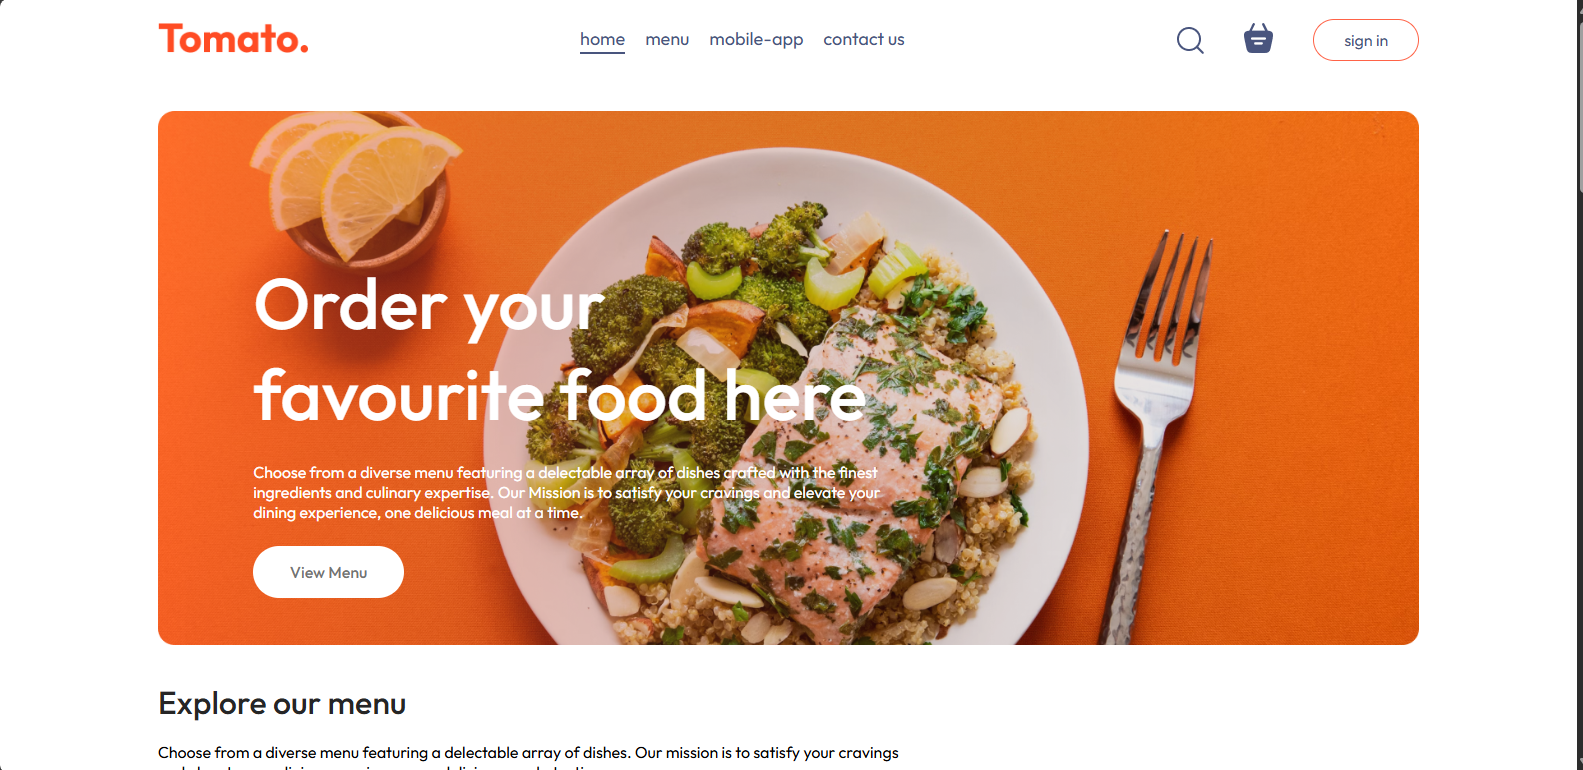 Tomato.
home menu mobile-app contact us
sign in
Order your
favourite food here
Choose from a diverse menu featuring a delectable array of dishes crafted with the finest
ingredients and culinary expertise. Our Mission is to satisfy your cravings and elevate your
dining experience, one delicious meal at a time.
View Menu
Explore our menu
Choose from a diverse menu featuring a delectable array of dishes. Our mission is to satisfy your cravings